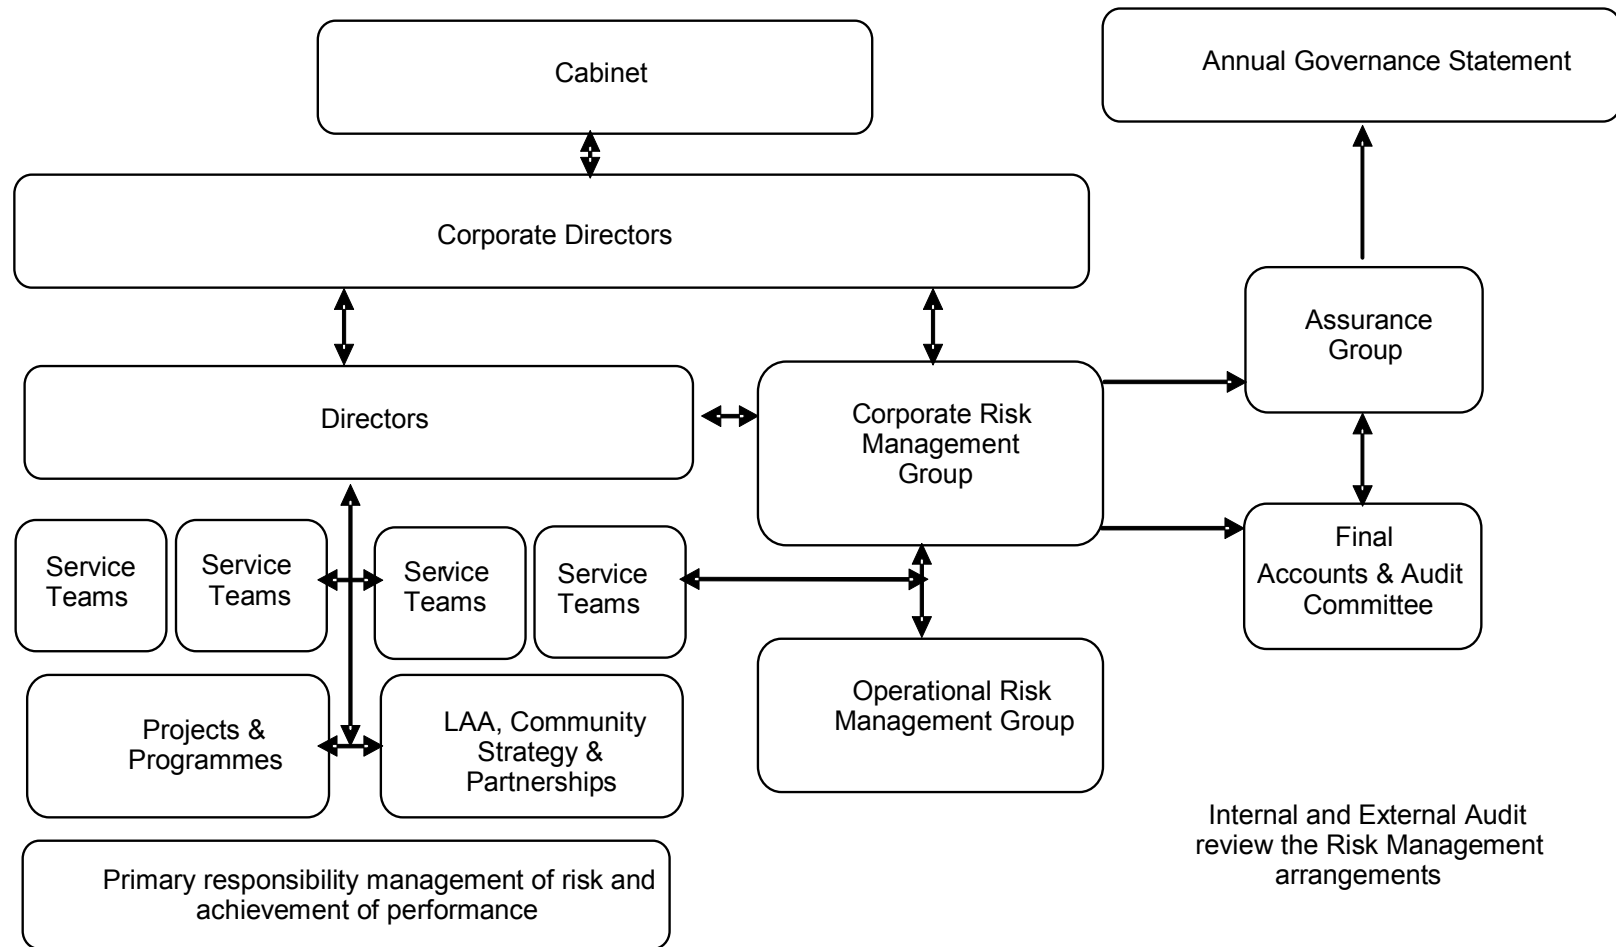 Cabinet
Annual Governance Statement
Corporate Directors
Assurance
Group
Directors
Corporate Risk
Management
Group
Service
Teams
Service
Teams
Service
Teams
Service
Teams
Final
Accounts & Audit
Committee
Projects &
Programmes
LAA, Community
Strategy &
Partnerships
Operational Risk
Management Group
Internal and External Audit
review the Risk Management
arrangements
Primary responsibility management of risk and
achievement of performance